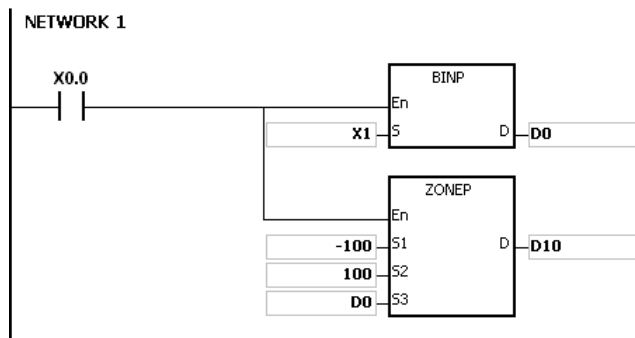 NETWORK 1
X0.0
BINP
En
X1 S D D0
ZONEP
En
-100 S1 D D10
100 S2
D0 S3